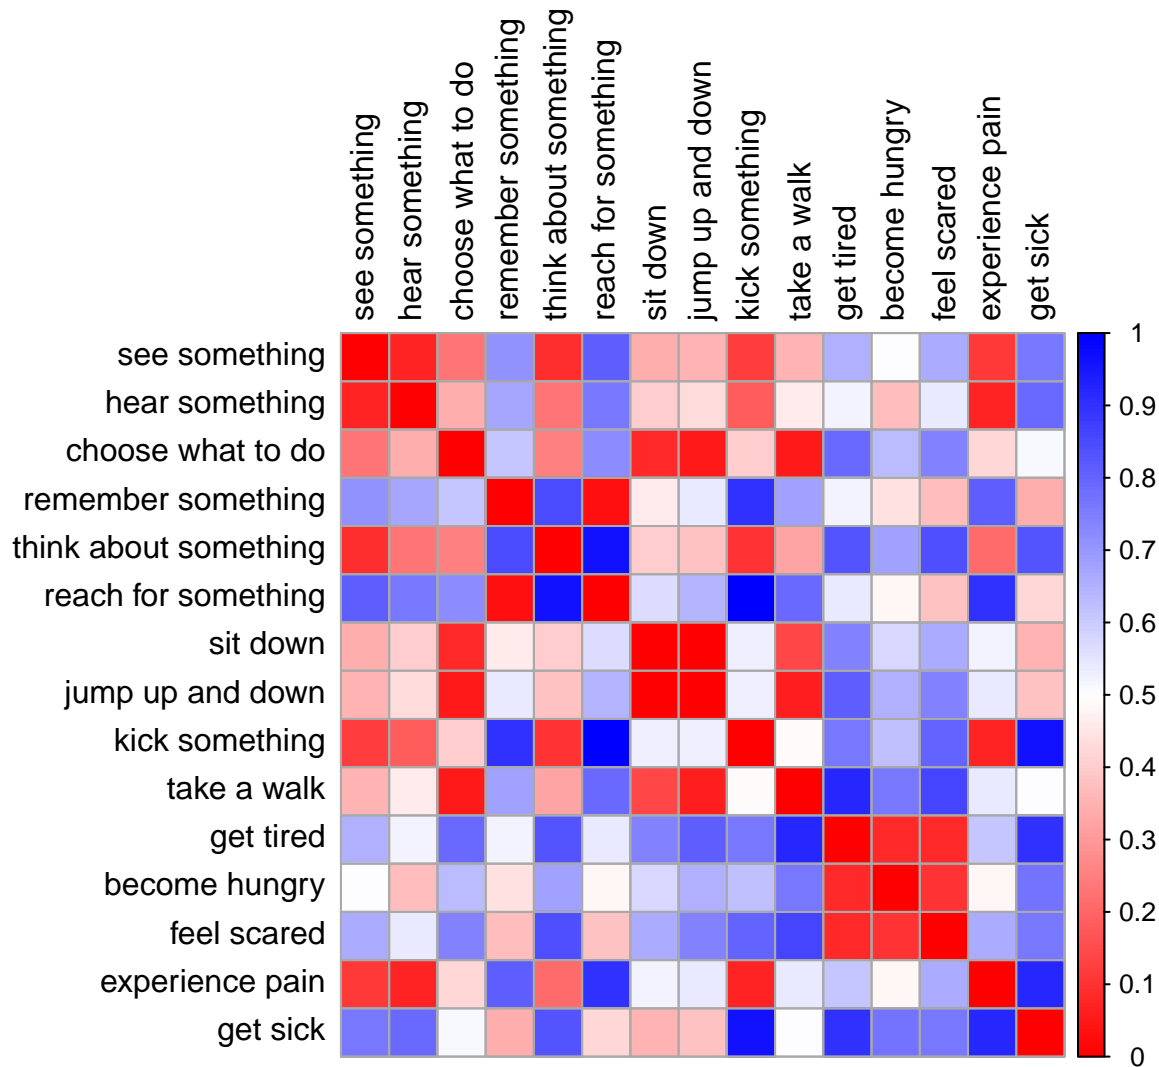 see something
hear something
choose what to do
remember something
think about something
reach for something
sit down
jump up and down
kick something
take a walk
get tired
become hungry
feel scared
experience pain
get sick
see something
hear something
choose what to do
remember something
think about something
reach for something
sit down
jump up and down
kick something
take a walk
get tired
become hungry
feel scared
experience pain
get sick
1
0.9
0.8
0.7
0.6
0.5
0.4
0.3
0.2
0.1
0